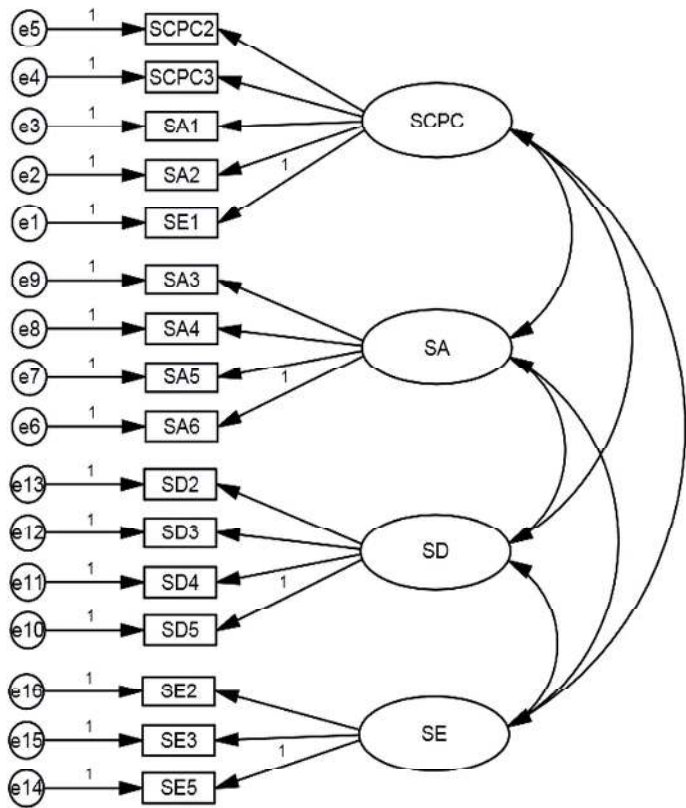 e5 1 SCPC2
e4 1 SCPC3
e3 1 SA1
e2 1 SA2
e1 1 SE1
1
SCPC
e9 1 SA3
e8 1 SA4
e7 1 SA5
e6 1 SA6
1
SA
e13 1 SD2
e12 1 SD3
e11 1 SD4
e10 1 SD5
1
SD
e16 1 SE2
e15 1 SE3
e14 1 SE5
1
SE